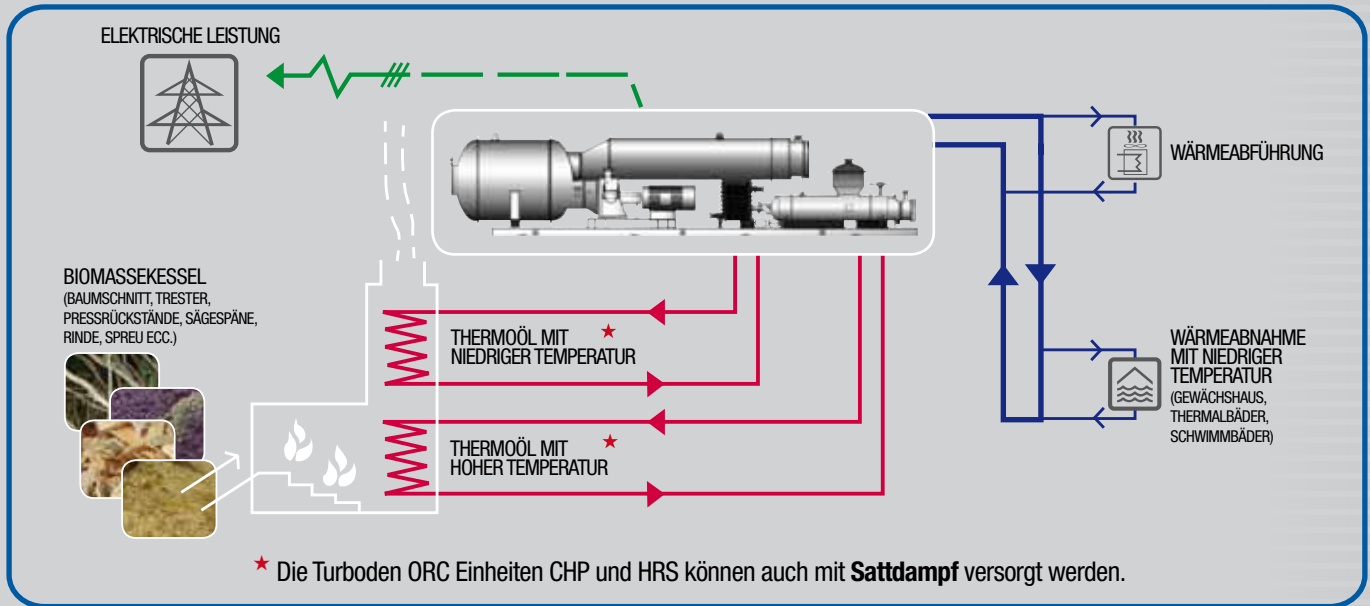 ELEKTRISCHE LEISTUNG
WÄRMEABFÜHRUNG
BIOMASSEKESSEL
(BAUMSCHNITT, TRESTER,
PRESSRÜCKSTÄNDE, SÄGESPÄNE,
RINDE, SPREU ECC.)
THERMOÖL MIT ★
NIEDRIGER TEMPERATUR
WÄRMEABNAHME
MIT NIEDRIGER
TEMPERATUR
(GEWÄCHSHAUS,
THERMALBÄDER,
SCHWIMMBÄDER)
THERMOÖL MIT ★
HOHER TEMPERATUR
★ Die Turboden ORC Einheiten CHP und HRS können auch mit Sattdampf versorgt werden.